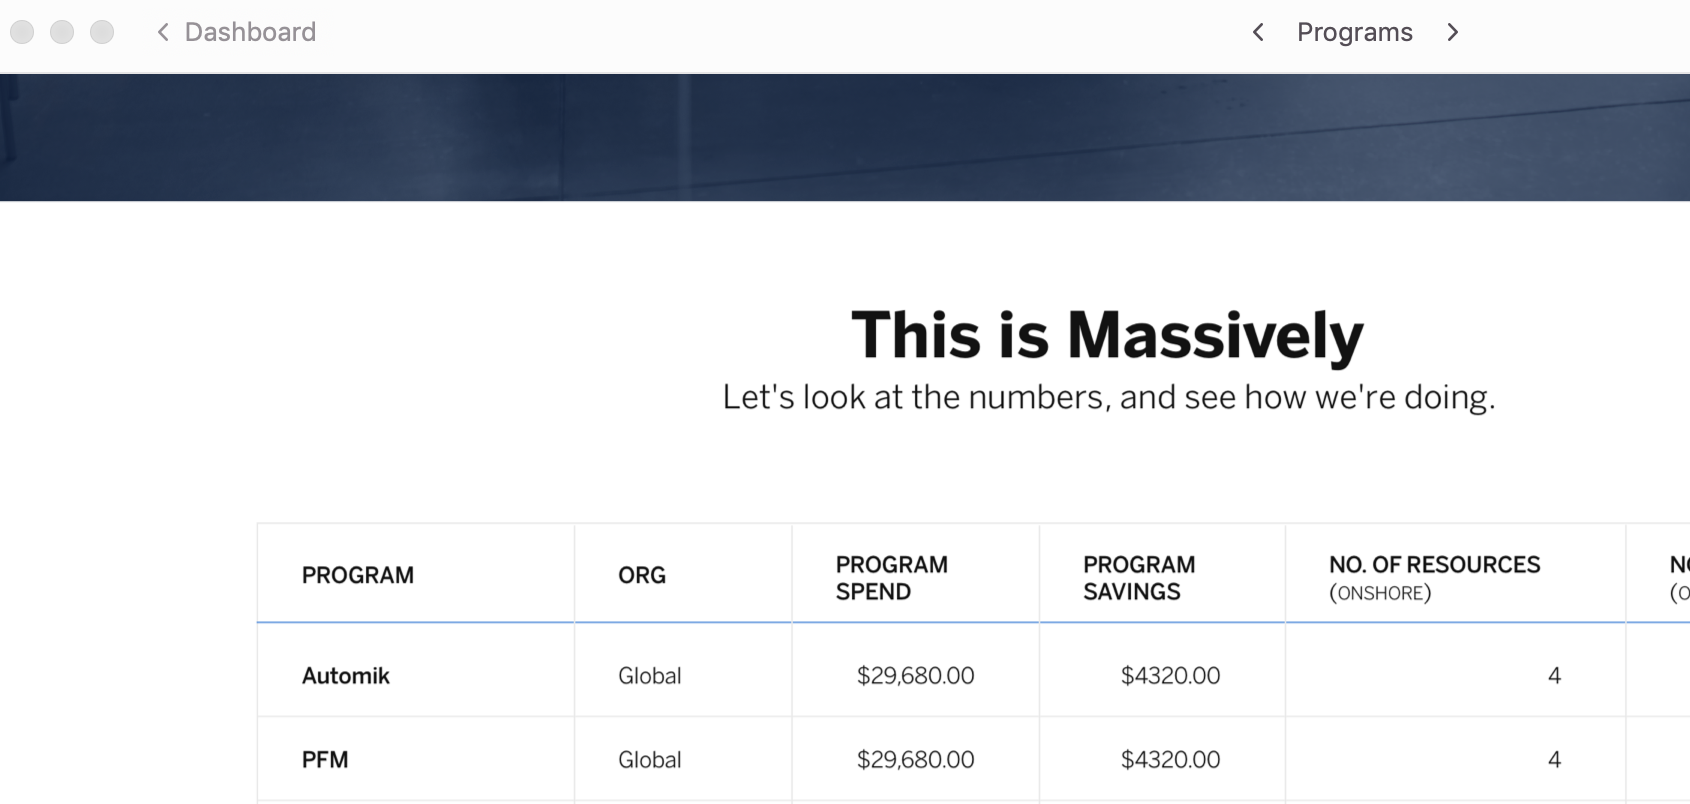 Dashboard
Programs
This is Massively
Let's look at the numbers, and see how we're doing.
PROGRAM ORG PROGRAM SPEND PROGRAM SAVINGS NO. OF RESOURCES (ONSHORE)
Automik Global $29,680.00 $4320.00 4
PFM Global $29,680.00 $4320.00 4